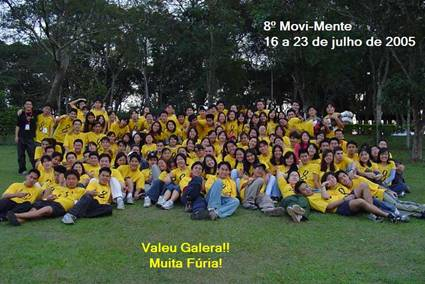 8º Movi-Mente
16 a 23 de julho de 2005
Valeu Galera!!
Muita Fúria!